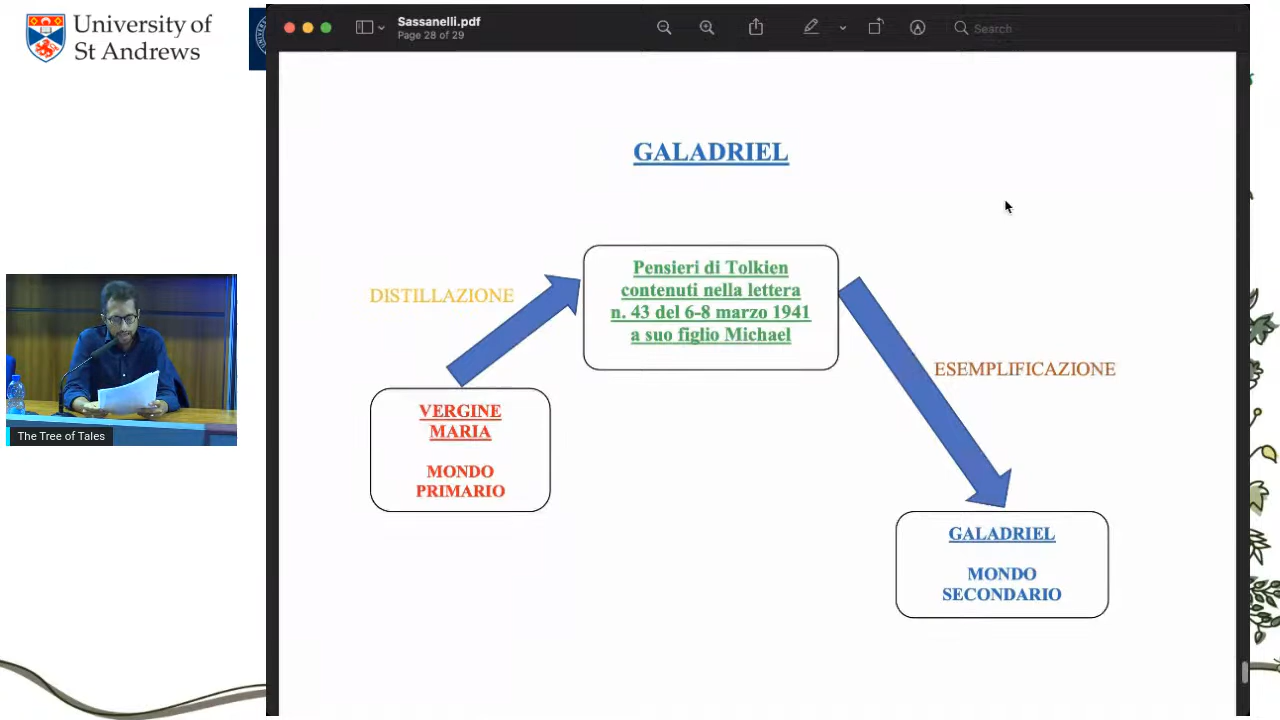 University of
St Andrews
Sassanelli.pdf
Page 28 of 29
Search
GALADRIEL
DISTILLAZIONE
Pensieri di Tolkien
contenuti nella lettera
n. 43 del 6-8 marzo 1941
a suo figlio Michael
ESEMPLIFICAZIONE
VERGINE
MARIA
MONDO
PRIMARIO
The Tree of Tales
GALADRIEL
MONDO
SECONDARIO